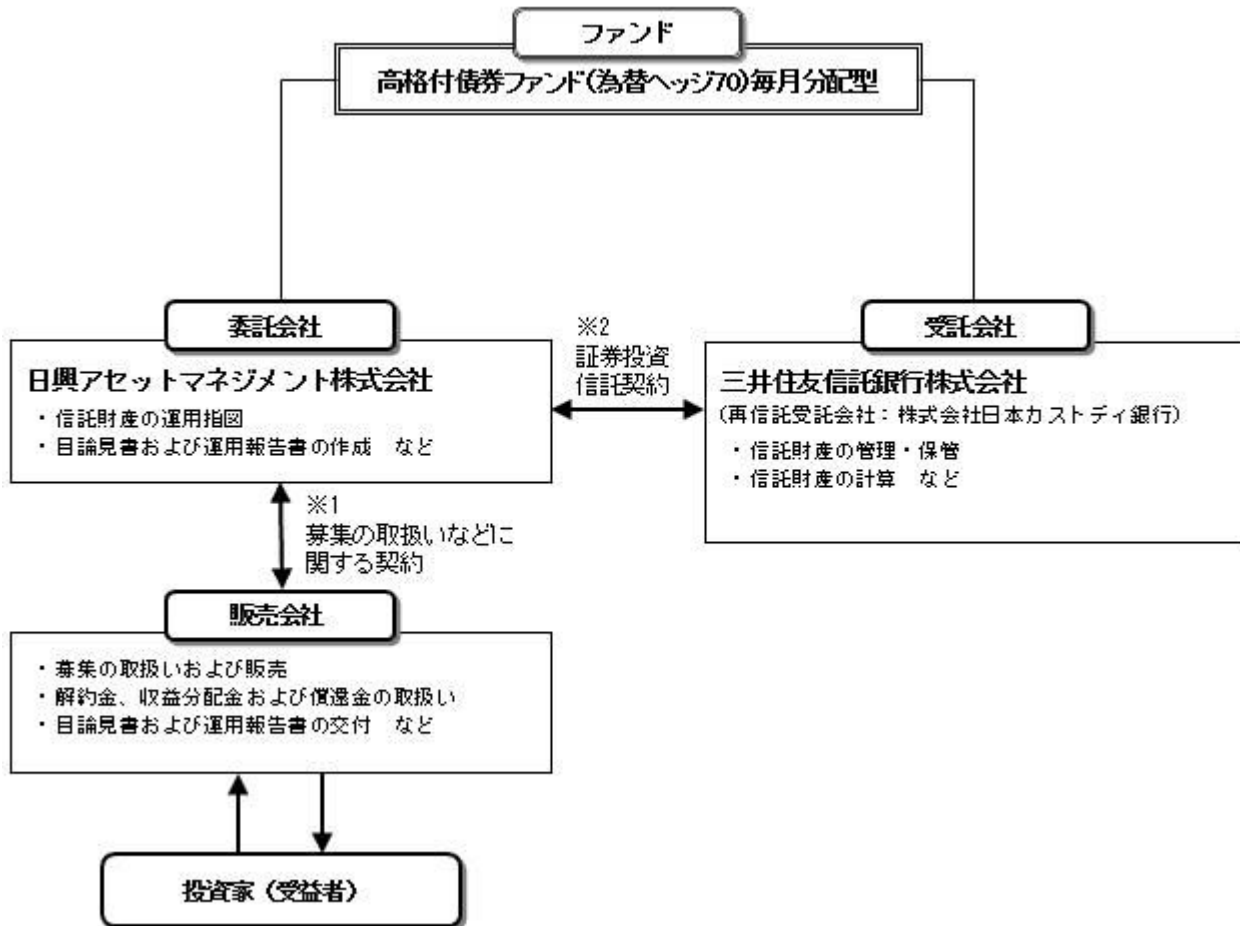 ファンド
高格付債券ファンド(為替ヘッジ70)毎月分配型
委託会社
日興アセットマネジメント株式会社
・信託財産の運用指図
・目論見書および運用報告書の作成　など
※2
証券投資
信託契約
受託会社
三井住友信託銀行株式会社
(再信託受託会社：株式会社日本カストディ銀行)
・信託財産の管理・保管
・信託財産の計算　など
※1
募集の取扱いなどに
関する契約
販売会社
・募集の取扱いおよび販売
・解約金、収益分配金および償還金の取扱い
・目論見書および運用報告書の交付　など
投資家（受益者）